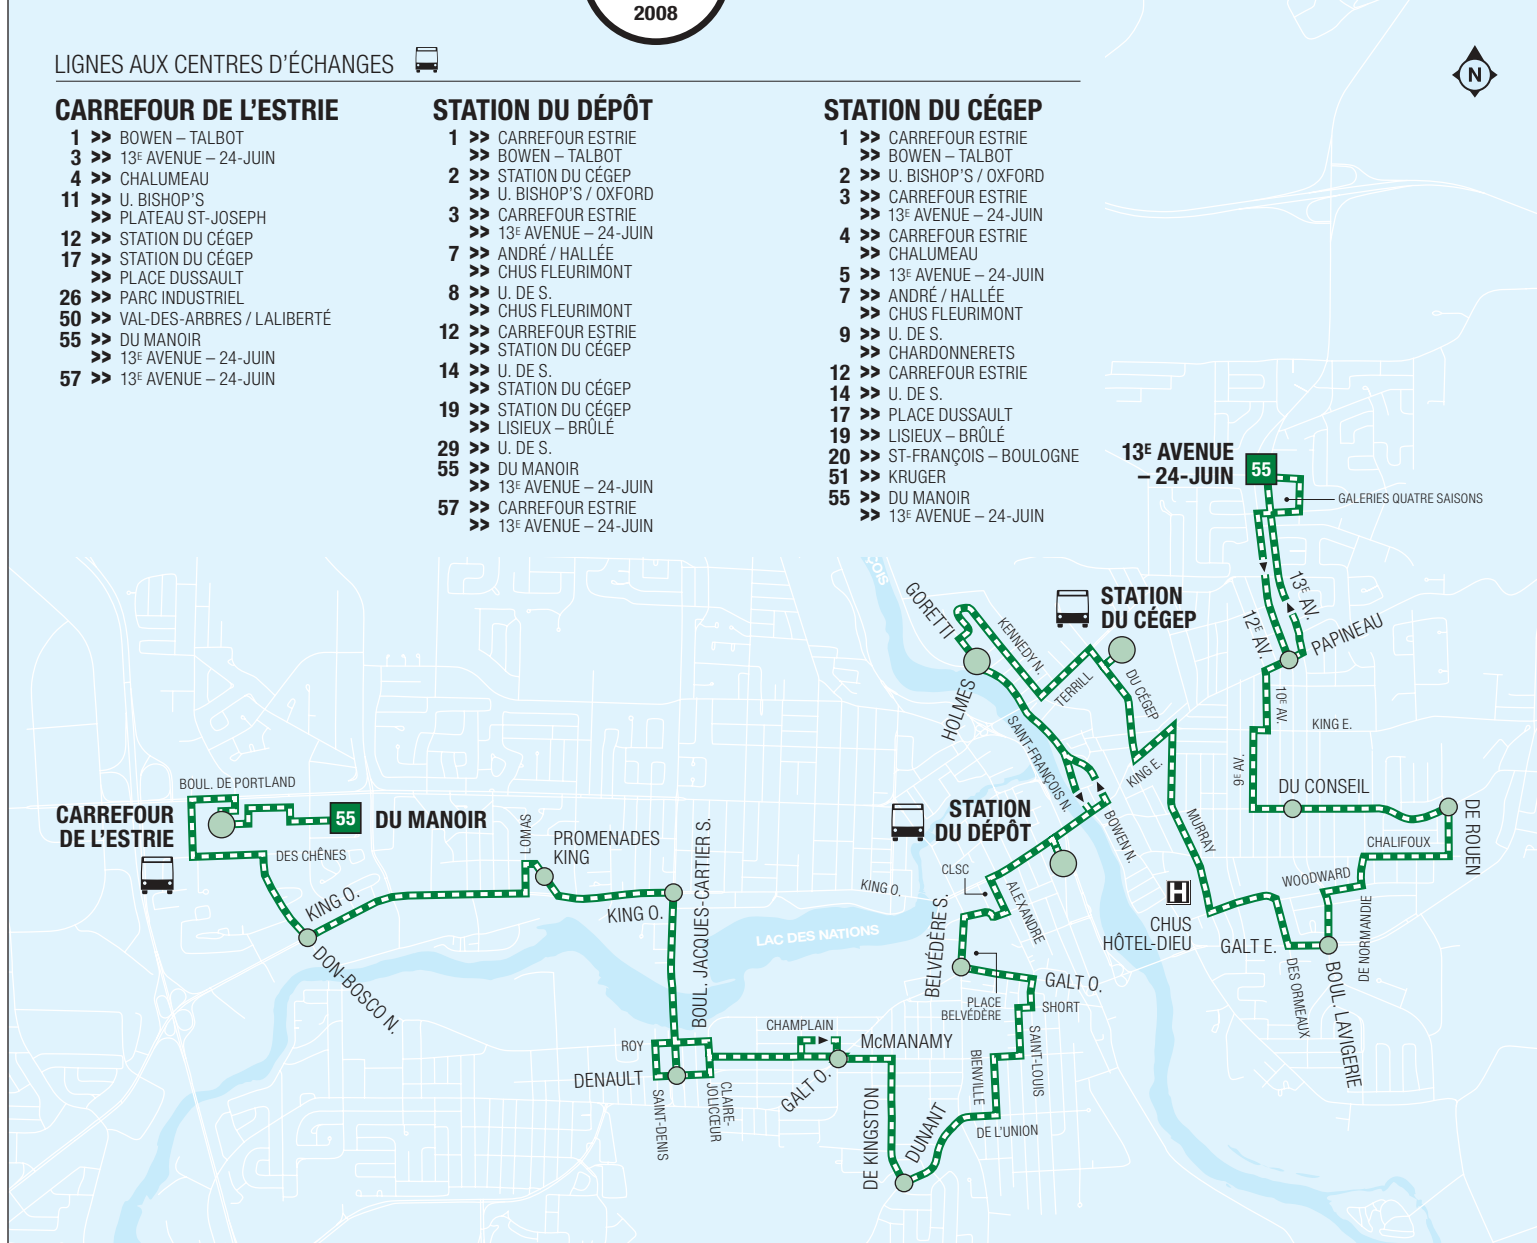 2008
LIGNES AUX CENTRES D'ÉCHANGES
CARREFOUR DE L'ESTRIE
1 >> BOWEN – TALBOT
3 >> 13E AVENUE – 24-JUIN
4 >> CHALUMEAU
11 >> U. BISHOP'S
>> PLATEAU ST-JOSEPH
12 >> STATION DU CÉGEP
17 >> STATION DU CÉGEP
>> PLACE DUSSAULT
26 >> PARC INDUSTRIEL
50 >> VAL-DES-ARBRES / LALIBERTÉ
55 >> DU MANOIR
>> 13E AVENUE – 24-JUIN
57 >> 13E AVENUE – 24-JUIN
STATION DU DÉPÔT
1 >> CARREFOUR ESTRIE
>> BOWEN – TALBOT
2 >> STATION DU CÉGEP
>> U. BISHOP'S / OXFORD
3 >> CARREFOUR ESTRIE
>> 13E AVENUE – 24-JUIN
7 >> ANDRÉ / HALLÉE
>> CHUS FLEURIMONT
8 >> U. DE S.
>> CHUS FLEURIMONT
12 >> CARREFOUR ESTRIE
>> STATION DU CÉGEP
14 >> U. DE S.
>> STATION DU CÉGEP
19 >> STATION DU CÉGEP
>> LISIEUX – BRÛLÉ
29 >> U. DE S.
55 >> DU MANOIR
>> 13E AVENUE – 24-JUIN
57 >> CARREFOUR ESTRIE
>> 13E AVENUE – 24-JUIN
STATION DU CÉGEP
1 >> CARREFOUR ESTRIE
>> BOWEN – TALBOT
2 >> U. BISHOP'S / OXFORD
3 >> CARREFOUR ESTRIE
>> 13E AVENUE – 24-JUIN
4 >> CARREFOUR ESTRIE
>> CHALUMEAU
5 >> 13E AVENUE – 24-JUIN
7 >> ANDRÉ / HALLÉE
>> CHUS FLEURIMONT
9 >> U. DE S.
>> CHARDONNERETS
12 >> CARREFOUR ESTRIE
14 >> U. DE S.
17 >> PLACE DUSSAULT
19 >> LISIEUX – BRÛLÉ
20 >> ST-FRANÇOIS – BOULOGNE
51 >> KRUGER
55 >> DU MANOIR
>> 13E AVENUE – 24-JUIN
N
13E AVENUE
– 24-JUIN
55
GALERIES QUATRE SAISONS
13E AV.
12E AV.
PAPINEAU
10E AV.
KING E.
9E AV.
DU CONSEIL
DE ROUEN
CHALIFOUX
WOODWARD
DE NORMANDIE
BOUL. LAVIGERIE
DES ORMEAUX
GALT E.
H
CHUS
HÔTEL-DIEU
MURRAY
KING E.
DU CÉGEP
STATION
DU CÉGEP
TERRILL
KENNEDY N.
GORETTI
ÇOIS
HOLMES
SAINT-FRANÇOIS N.
BOWEN N.
STATION
DU DÉPÔT
CLSC
ALEXANDRE
KING O.
BELVÉDÈRE S.
LAC DES NATIONS
PLACE
BELVÉDÈRE
GALT O.
SHORT
SAINT-LOUIS
BIENVILLE
DE L'UNION
DUNANT
DE KINGSTON
McMANAMY
CHAMPLAIN
GALT O.
CLAIRE-
JOLICŒUR
BOUL. JACQUES-CARTIER S.
ROY
DENAULT
SAINT-DENIS
KING O.
PROMENADES
KING
LOMAS
KING O.
DON-BOSCO N.
DES CHÊNES
BOUL. DE PORTLAND
CARREFOUR
DE L'ESTRIE
55
DU MANOIR